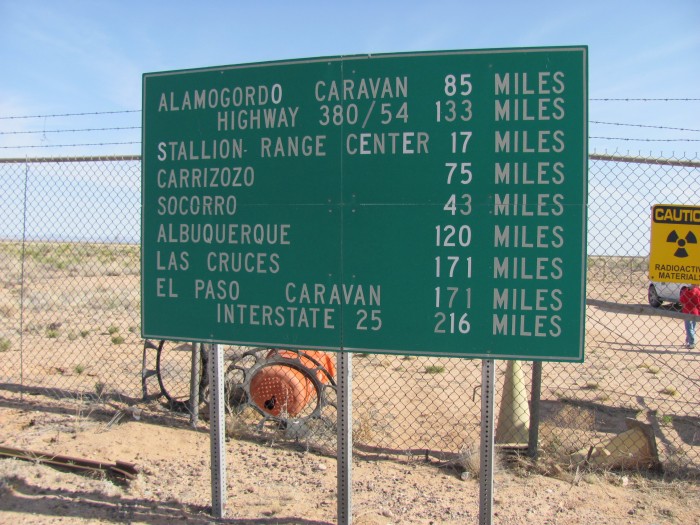 ALAMOGORDO CARAVAN 85 MILES
HIGHWAY 380/54 133 MILES
STALLION RANGE CENTER 17 MILES
CARRIZOZO 75 MILES
SOCORRO 43 MILES
ALBUQUERQUE 120 MILES
LAS CRUCES 171 MILES
EL PASO CARAVAN 171 MILES
INTERSTATE 25 216 MILES
CAUTIO
RADIOACTIV
MATERIALS